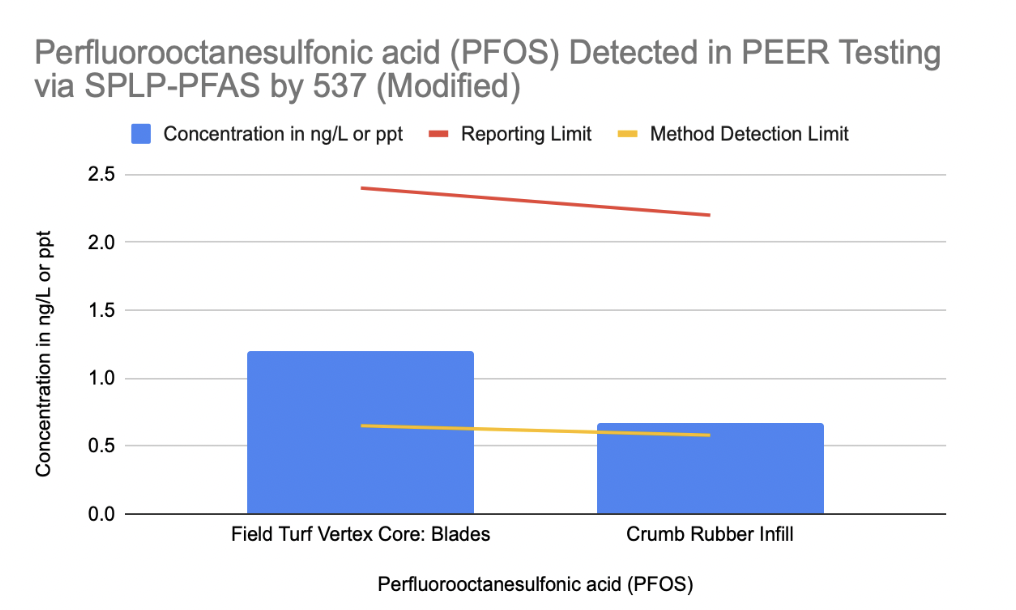 Perfluorooctanesulfonic acid (PFOS) Detected in PEER Testing
via SPLP-PFAS by 537 (Modified)
Concentration in ng/L or ppt Reporting Limit Method Detection Limit
2.5
2.0
1.5
1.0
0.5
0.0
Concentration in ng/L or ppt
Field Turf Vertex Core: Blades Crumb Rubber Infill
Perfluorooctanesulfonic acid (PFOS)